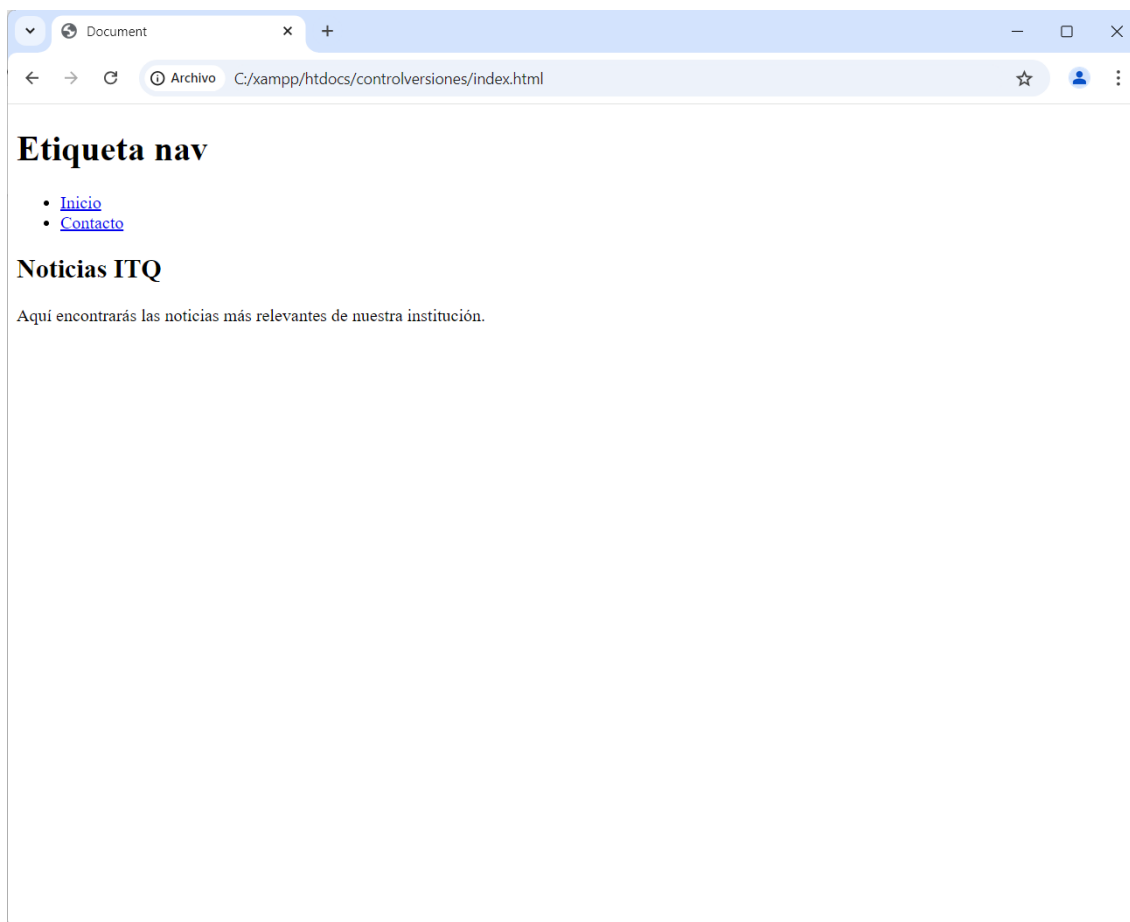 Document
Archivo C:/xampp/htdocs/controlversiones/index.html
Etiqueta nav
Inicio
Contacto
Noticias ITQ
Aquí encontrarás las noticias más relevantes de nuestra institución.